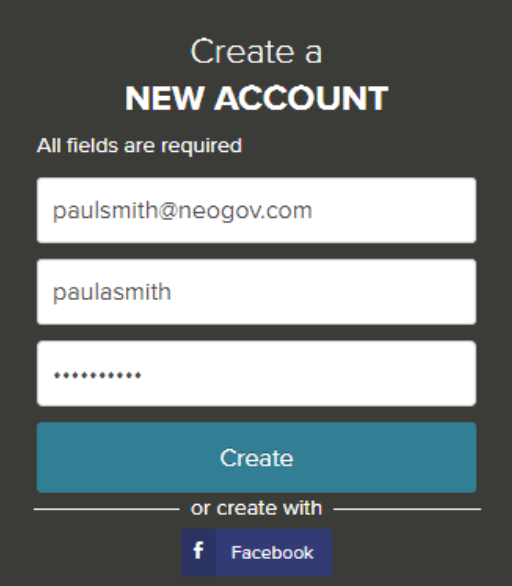 Create a
NEW ACCOUNT
All fields are required
paulsmith@neogov.com
paulasmith
••••••••••
Create
or create with
f Facebook